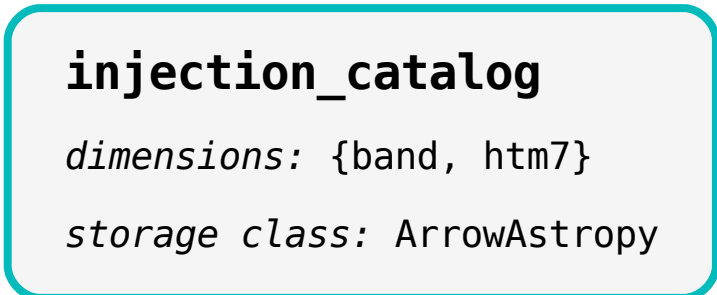 injection_catalog
dimensions: {band, htm7}
storage class: ArrowAstropy